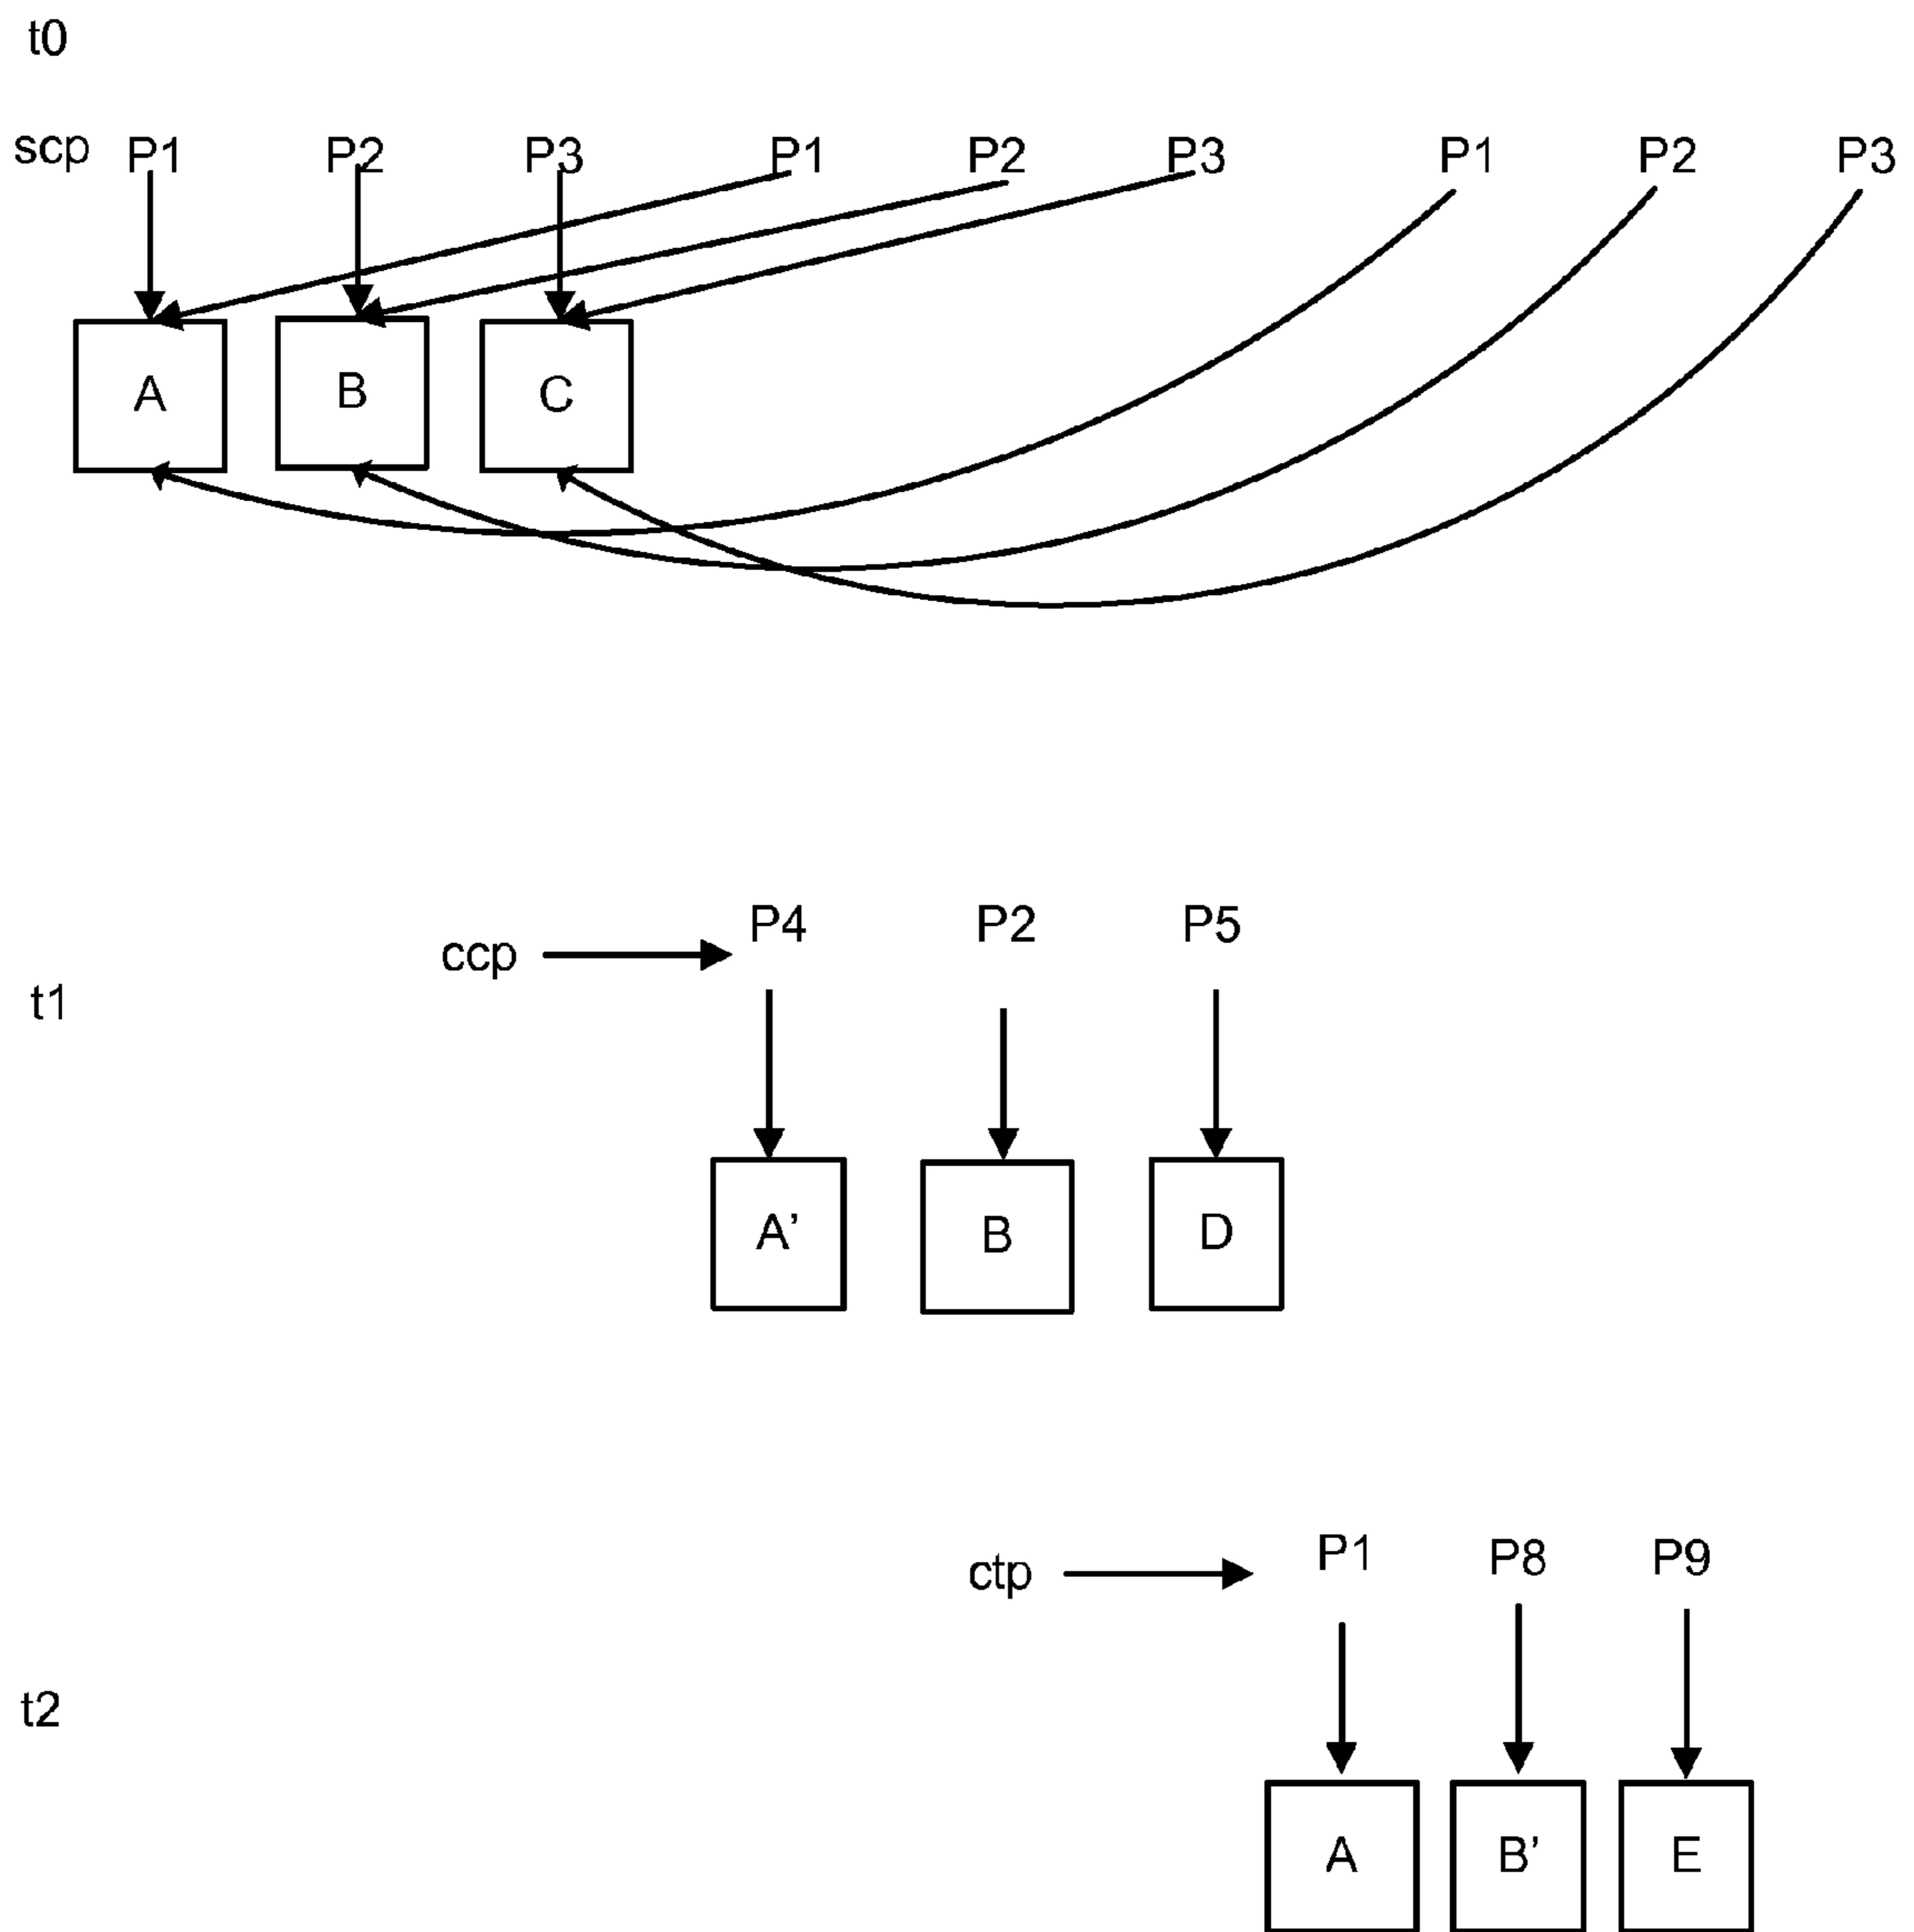 t0
scp P1 P2 P3 P1 P2 P3 P1 P2 P3
A B C
P4 P2 P5
ccp
t1
A’ B D
P1 P8 P9
ctp
t2
A B’ E